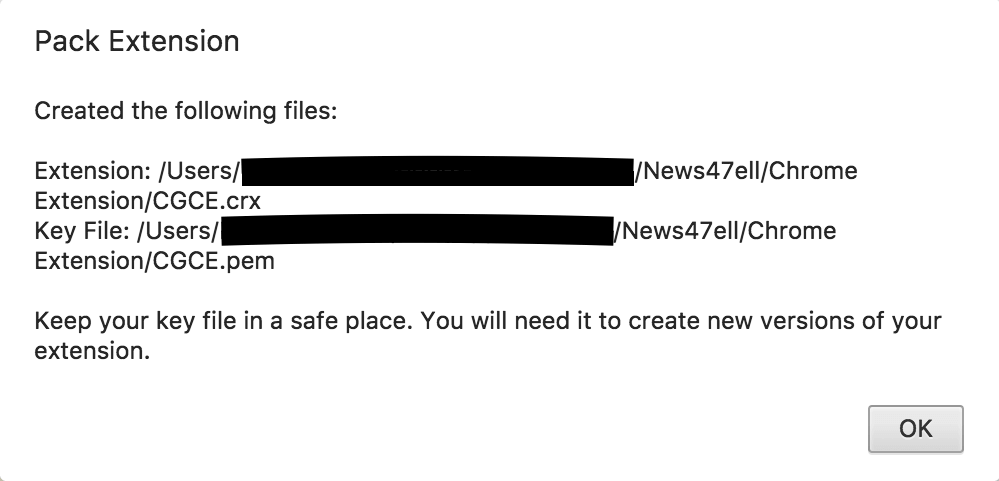 Pack Extension
Created the following files:
Extension: /Users/ /News47ell/Chrome
Extension/CGCE.crx
Key File: /Users/ /News47ell/Chrome
Extension/CGCE.pem
Keep your key file in a safe place. You will need it to create new versions of your
extension.
OK